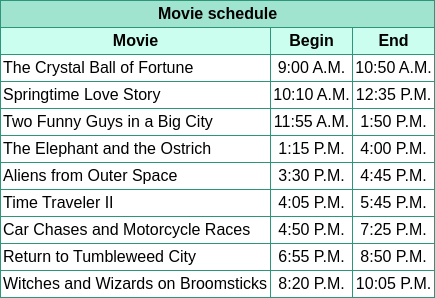 Movie schedule
Movie Begin End
The Crystal Ball of Fortune 9:00 A.M. 10:50 A.M.
Springtime Love Story 10:10 A.M. 12:35 P.M.
Two Funny Guys in a Big City 11:55 A.M. 1:50 P.M.
The Elephant and the Ostrich 1:15 P.M. 4:00 P.M.
Aliens from Outer Space 3:30 P.M. 4:45 P.M.
Time Traveler II 4:05 P.M. 5:45 P.M.
Car Chases and Motorcycle Races 4:50 P.M. 7:25 P.M.
Return to Tumbleweed City 6:55 P.M. 8:50 P.M.
Witches and Wizards on Broomsticks 8:20 P.M. 10:05 P.M.